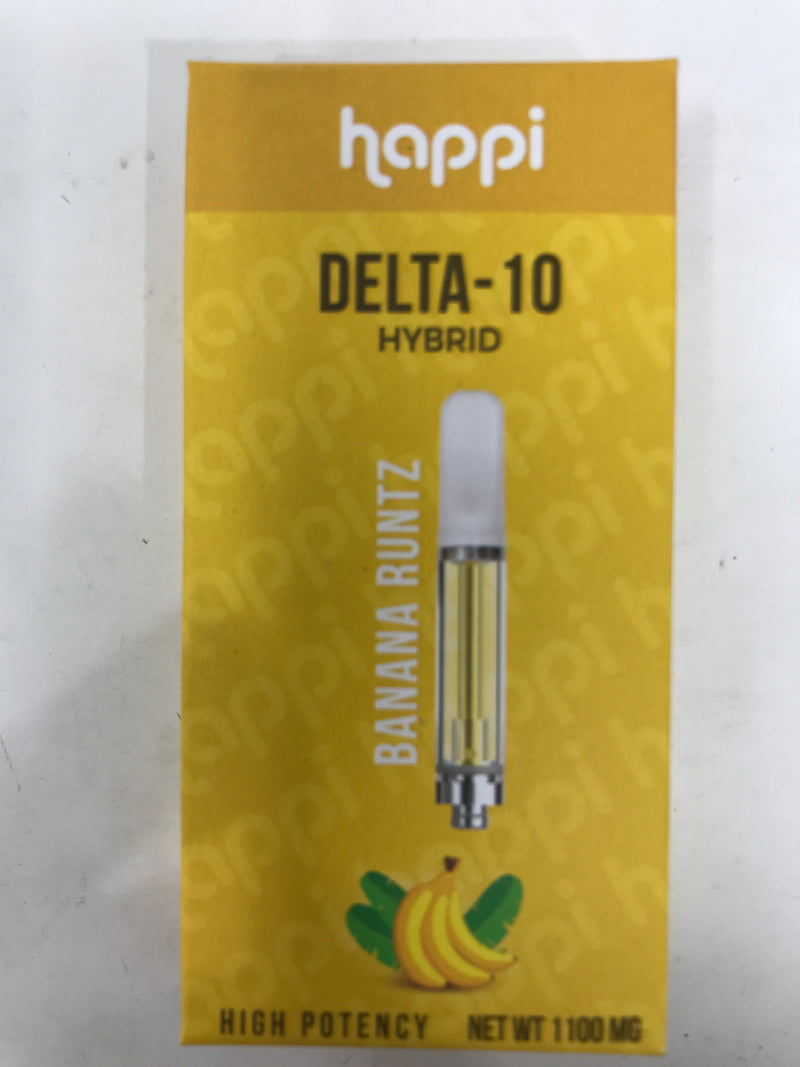 happi
DELTA-10
HYBRID
BANANA RUNTZ
HIGH POTENCY NET WT 1100 MG